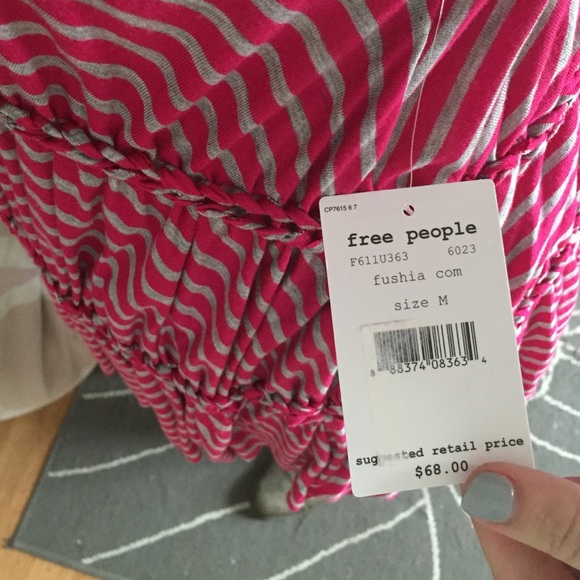 CP7615 6 7
free people
F611U363 6023
fushia com
size M
8 88374 08363 4
retail price
$68.00